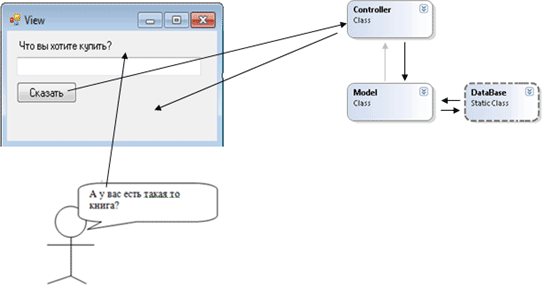 View
Что вы хотите купить?
Сказать
Controller
Class
Model
Class
DataBase
Static Class
А у вас есть такая то
книга?